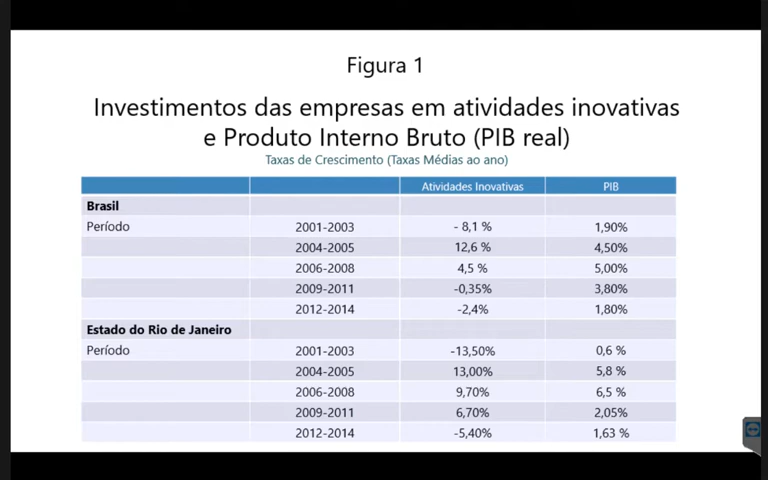 Figura 1
Investimentos das empresas em atividades inovativas
e Produto Interno Bruto (PIB real)
Taxas de Crescimento (Taxas Médias ao ano)
Atividades Inovativas PIB
Brasil
Período 2001-2003 - 8,1 % 1,90%
2004-2005 12,6 % 4,50%
2006-2008 4,5 % 5,00%
2009-2011 -0,35% 3,80%
2012-2014 -2,4% 1,80%
Estado do Rio de Janeiro
Período 2001-2003 -13,50% 0,6 %
2004-2005 13,00% 5,8 %
2006-2008 9,70% 6,5 %
2009-2011 6,70% 2,05%
2012-2014 -5,40% 1,63 %